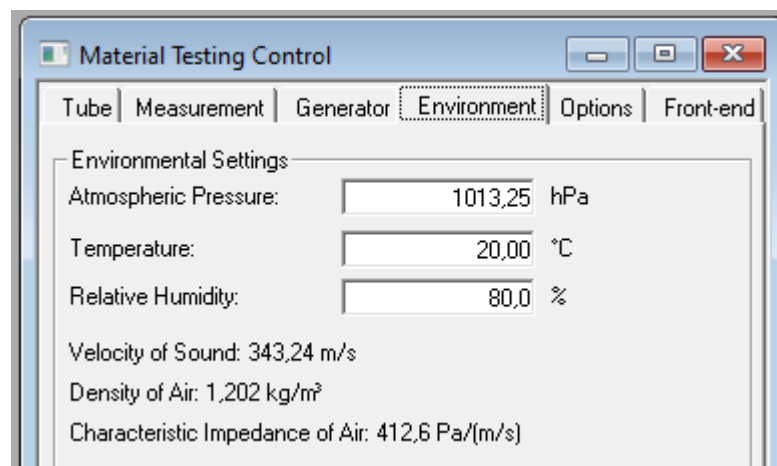 Material Testing Control
Tube Measurement Generator Environment Options Front-end
Environmental Settings
Atmospheric Pressure: 1013,25 hPa
Temperature: 20,00 °C
Relative Humidity: 80,0 %
Velocity of Sound: 343,24 m/s
Density of Air: 1,202 kg/m³
Characteristic Impedance of Air: 412,6 Pa/(m/s)